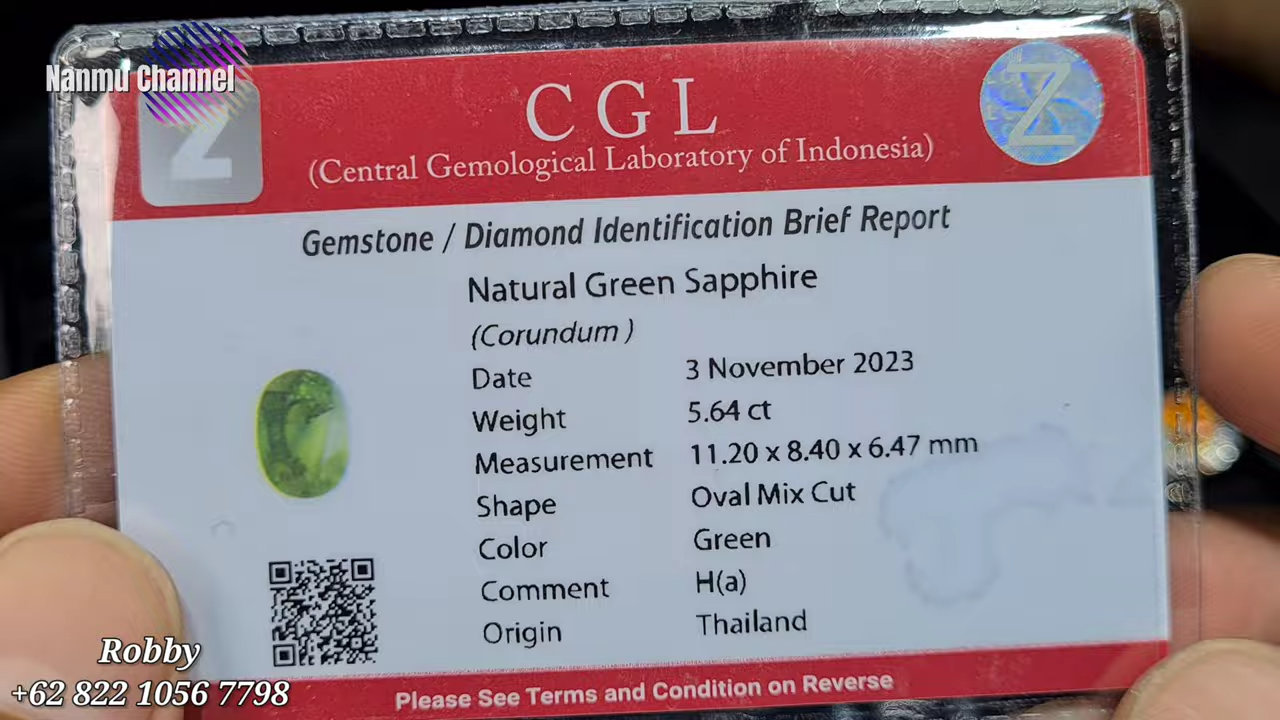 Nanmu Channel
Z
Z
C G L
(Central Gemological Laboratory of Indonesia)
Gemstone / Diamond Identification Brief Report
Natural Green Sapphire
(Corundum )
Date 3 November 2023
Weight 5.64 ct
Measurement 11.20 x 8.40 x 6.47 mm
Shape Oval Mix Cut
Color Green
Comment H(a)
Origin Thailand
Please See Terms and Condition on Reverse
Robby
+62 822 1056 7798